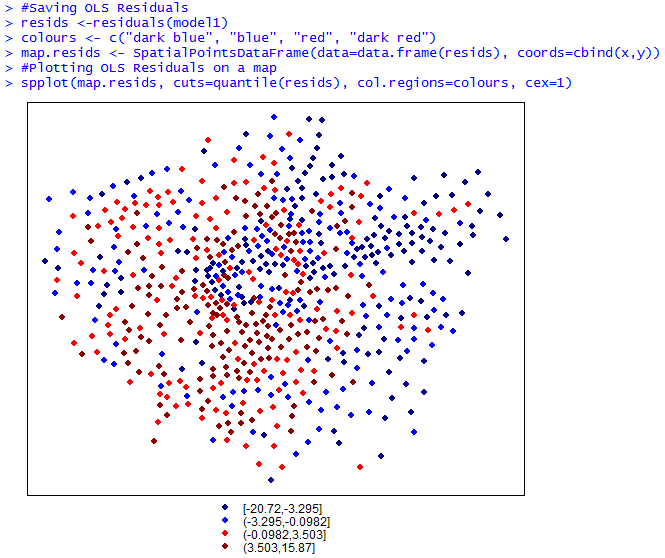 > #Saving OLS Residuals
> resids <-residuals(model1)
> colours <- c("dark blue", "blue", "red", "dark red")
> map.resids <- SpatialPointsDataFrame(data=data.frame(resids), coords=cbind(x,y))
> #Plotting OLS Residuals on a map
> spplot(map.resids, cuts=quantile(resids), col.regions=colours, cex=1)
[-20.72,-3.295]
(-3.295,-0.0982]
(-0.0982,3.503]
(3.503,15.87]